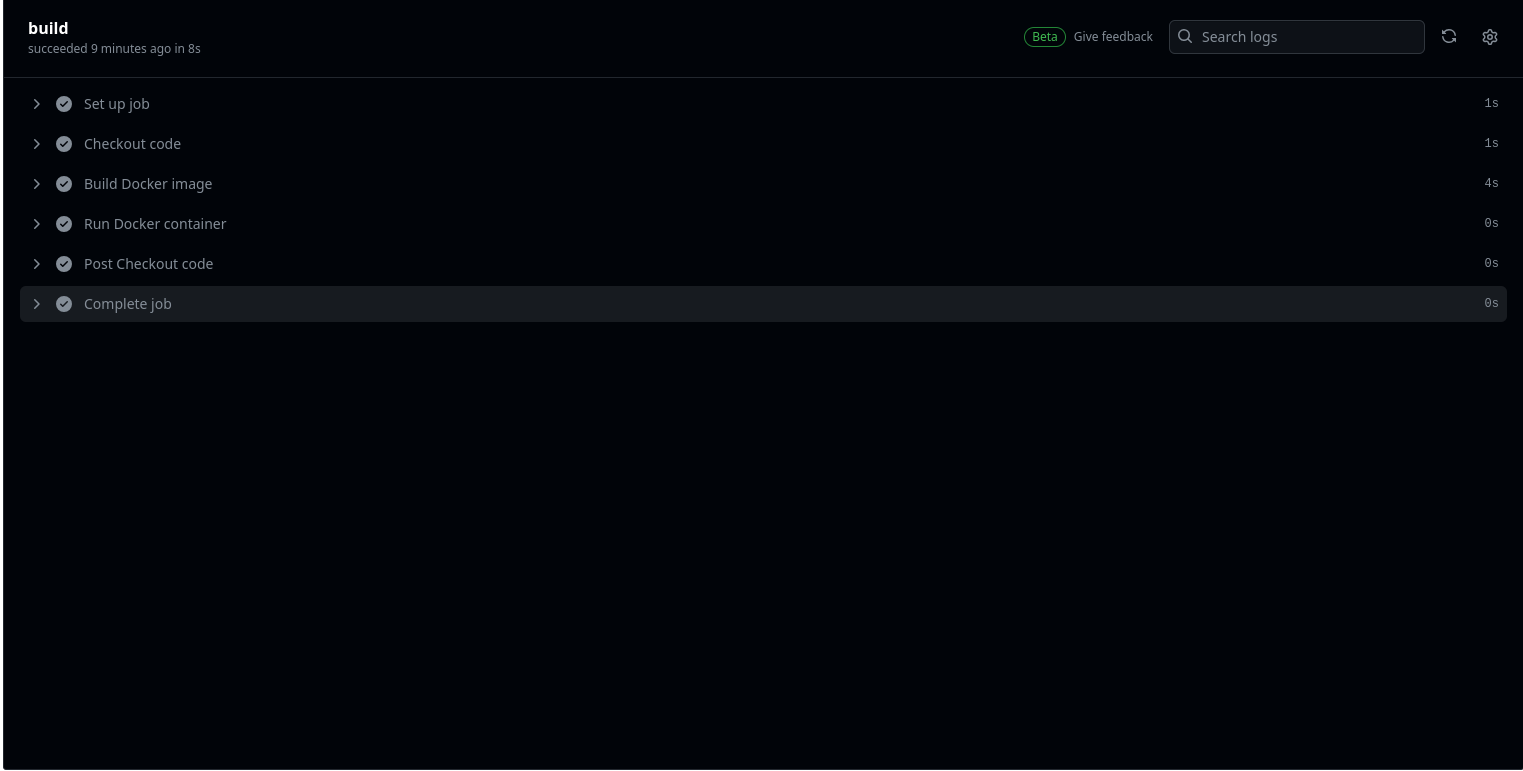 build
succeeded 9 minutes ago in 8s
Beta Give feedback
Search logs
Set up job 1s
Checkout code 1s
Build Docker image 4s
Run Docker container 0s
Post Checkout code 0s
Complete job 0s